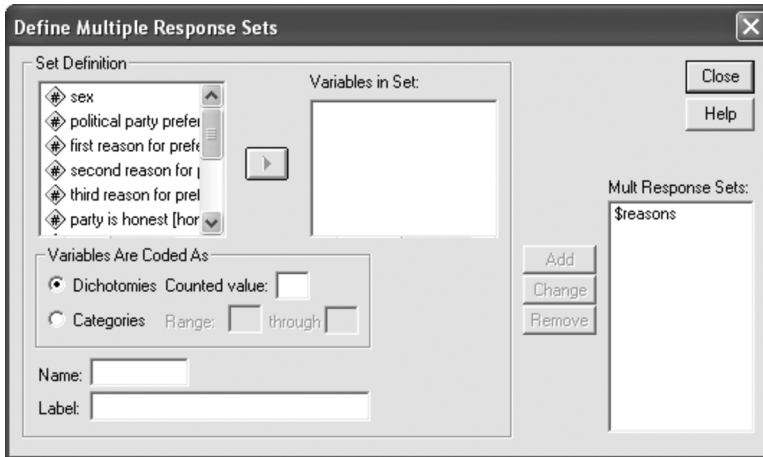 Define Multiple Response Sets
Set Definition
sex
political party prefer
first reason for prefe
second reason for
third reason for pref
party is honest [hor
Variables in Set:
Close
Help
Mult Response Sets:
$reasons
Add
Change
Remove
Variables Are Coded As
Dichotomies Counted value:
Categories Range: through
Name:
Label: